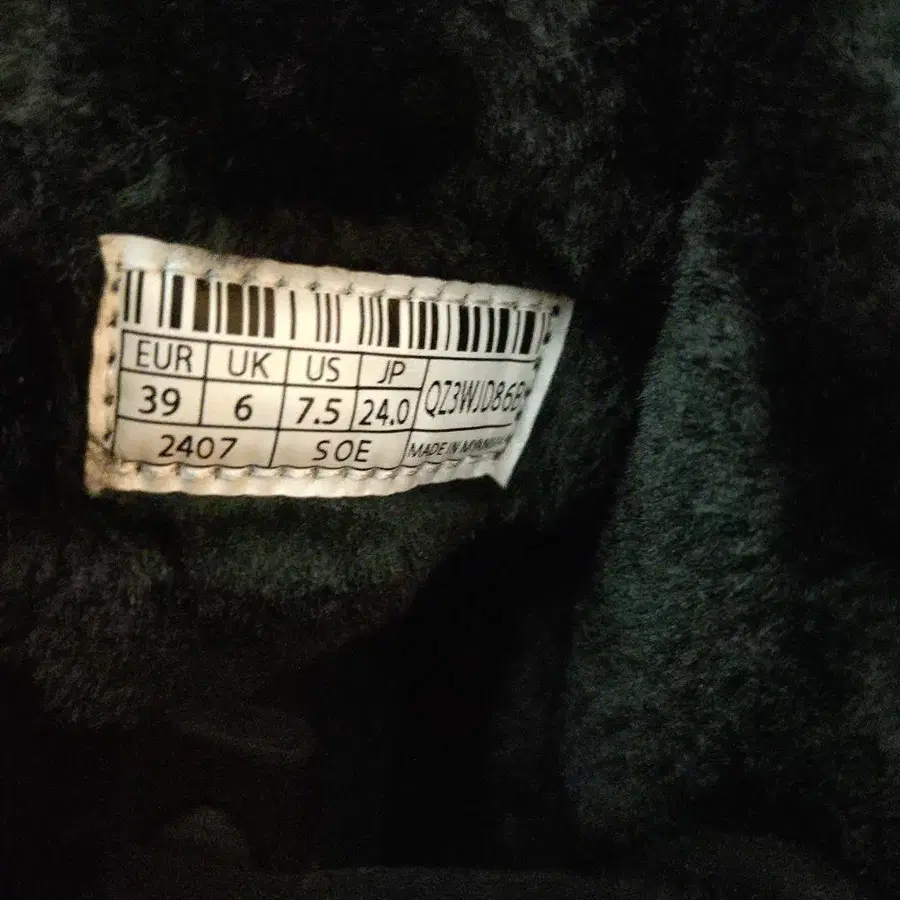 EUR UK US JP
39 6 7.5 24.0 QZ3WJD86B
2407 SOE MADE IN